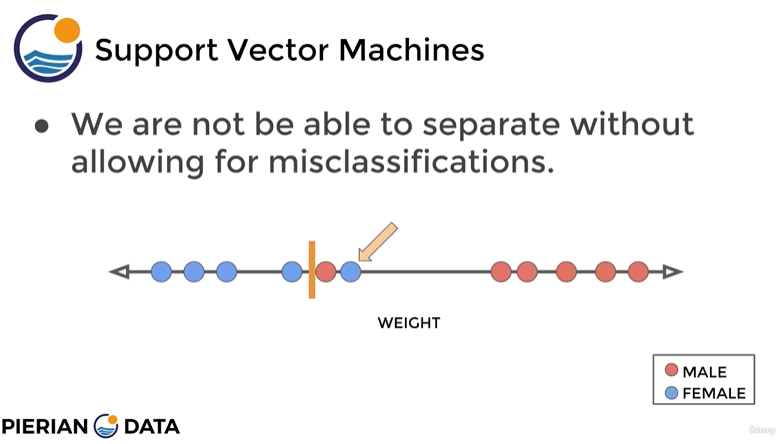 Support Vector Machines
● We are not be able to separate without
allowing for misclassifications.
WEIGHT
MALE
FEMALE
PIERIAN DATA
Udemy